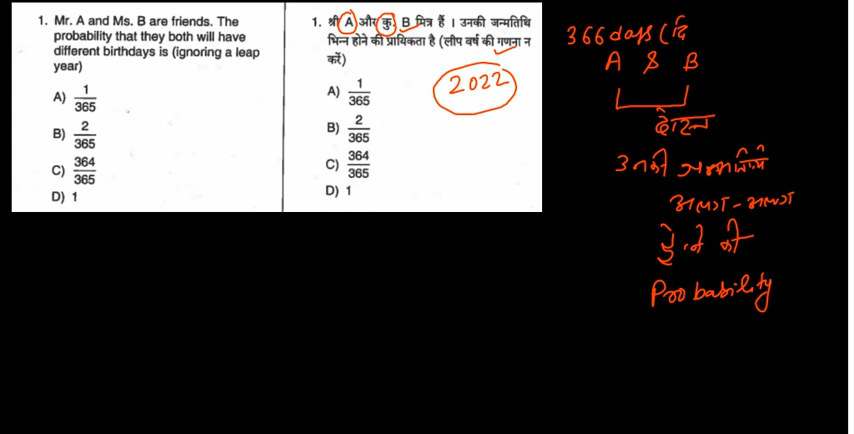 1. Mr. A and Ms. B are friends. The
probability that they both will have
different birthdays is (ignoring a leap
year)
A) 1/365
B) 2/365
C) 364/365
D) 1
1. श्री A और कु. B मित्र हैं । उनकी जन्मतिथि
भिन्न होने की प्रायिकता है (लीप वर्ष की गणना न
करें)
A) 1/365
B) 2/365
C) 364/365
D) 1
2022
366 days (दि
A & B
उनकी
अलग - अलग
होने की
Probability